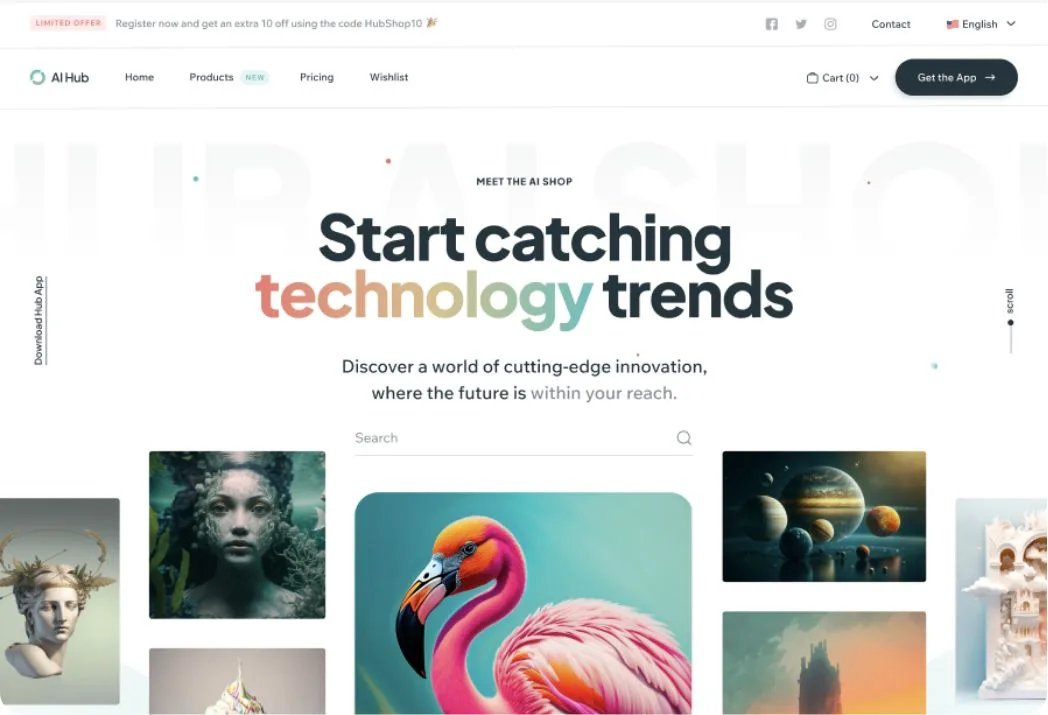 LIMITED OFFER Register now and get an extra 10 off using the code HubShop10 🎉 Contact English
AI Hub Home Products NEW Pricing Wishlist Cart (0) Get the App →
HUB AI SHOP
MEET THE AI SHOP
Start catching
technology trends
Download Hub App
scroll
Discover a world of cutting-edge innovation,
where the future is within your reach.
Search